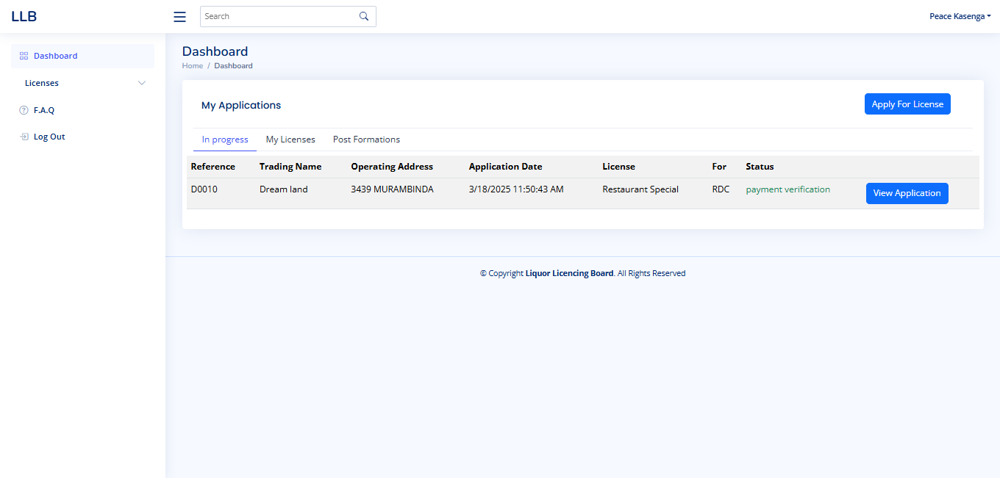 LLB
Search
Peace Kasenga
Dashboard
Licenses
F.A.Q
Log Out
Dashboard
Home / Dashboard
My Applications
Apply For License
In progress My Licenses Post Formations
Reference Trading Name Operating Address Application Date License For Status
D0010 Dream land 3439 MURAMBINDA 3/18/2025 11:50:43 AM Restaurant Special RDC payment verification View Application
© Copyright Liquor Licencing Board. All Rights Reserved